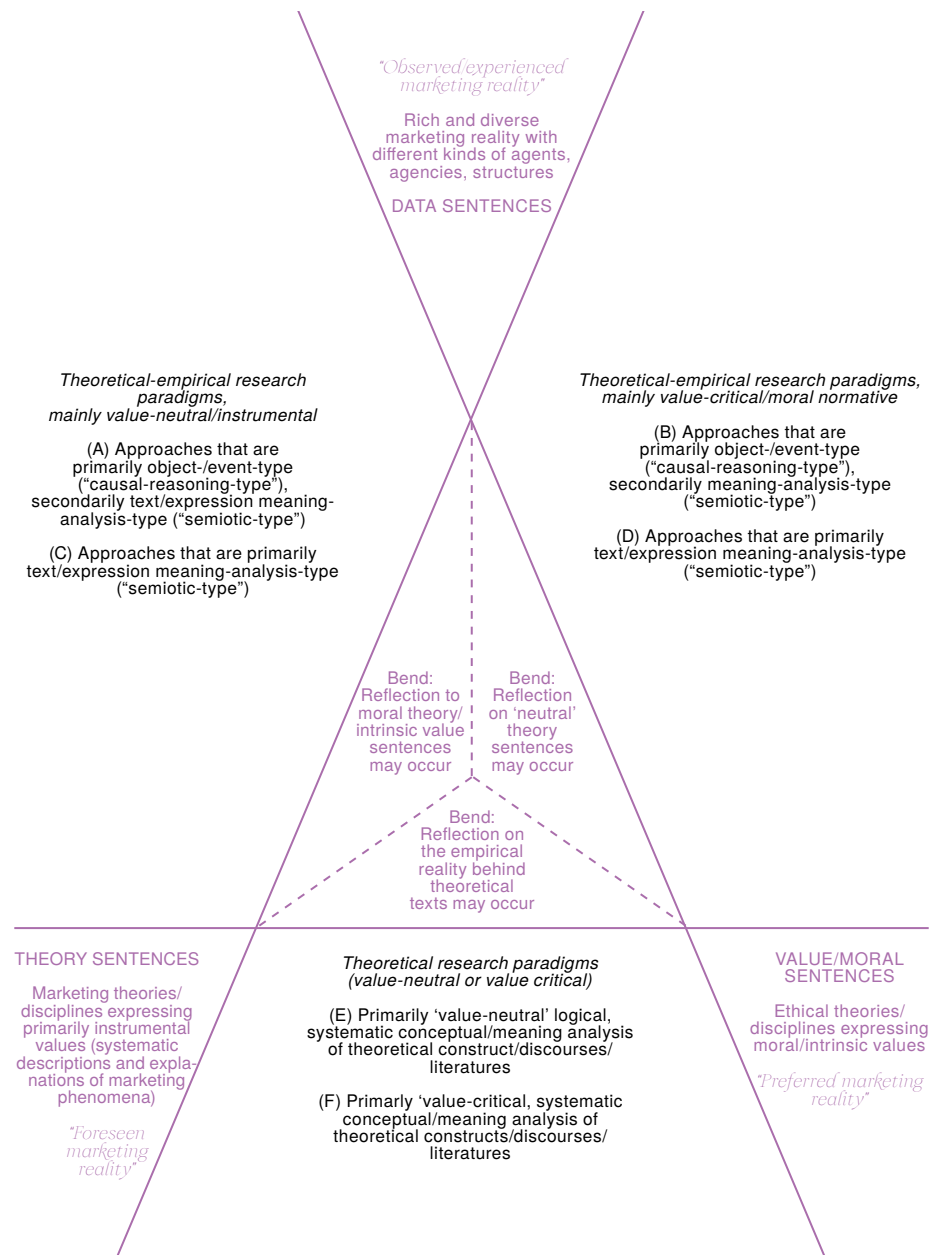 "Observed/experienced
marketing reality"
Rich and diverse
marketing reality with
different kinds of agents,
agencies, structures
DATA SENTENCES
Theoretical-empirical research
paradigms,
mainly value-neutral/instrumental
(A) Approaches that are
primarily object-/event-type
(“causal-reasoning-type”),
secondarily text/expression meaning-
analysis-type (“semiotic-type”)
(C) Approaches that are primarily
text/expression meaning-analysis-type
(“semiotic-type”)
Theoretical-empirical research paradigms,
mainly value-critical/moral normative
(B) Approaches that are
primarily object-/event-type
(“causal-reasoning-type”),
secondarily meaning-analysis-type
(“semiotic-type”)
(D) Approaches that are primarily
text/expression meaning-analysis-type
(“semiotic-type”)
Bend:
Reflection to
moral theory/
intrinsic value
sentences
may occur
Bend:
Reflection
on ‘neutral’
theory
sentences
may occur
Bend:
Reflection on
the empirical
reality behind
theoretical
texts may occur
THEORY SENTENCES
Marketing theories/
disciplines expressing
primarily instrumental
values (systematic
descriptions and expla-
nations of marketing
phenomena)
"Foreseen
marketing
reality"
Theoretical research paradigms
(value-neutral or value critical)
(E) Primarily ‘value-neutral’ logical,
systematic conceptual/meaning analysis
of theoretical construct/discourses/
literatures
(F) Primarly ‘value-critical, systematic
conceptual/meaning analysis of
theoretical constructs/discourses/
literatures
VALUE/MORAL
SENTENCES
Ethical theories/
disciplines expressing
moral/intrinsic values
"Preferred marketing
reality"